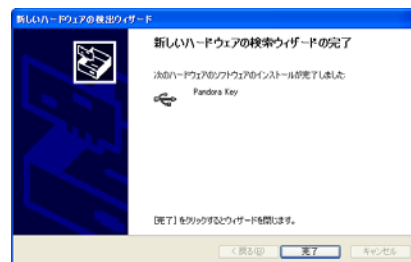 新しいハードウェアの検出ウィザード
新しいハードウェアの検索ウィザードの完了
次のハードウェアのソフトウェアのインストールが完了しました:
Pandora Key
[完了] をクリックするとウィザードを閉じます。
< 戻る(B)
完了
キャンセル